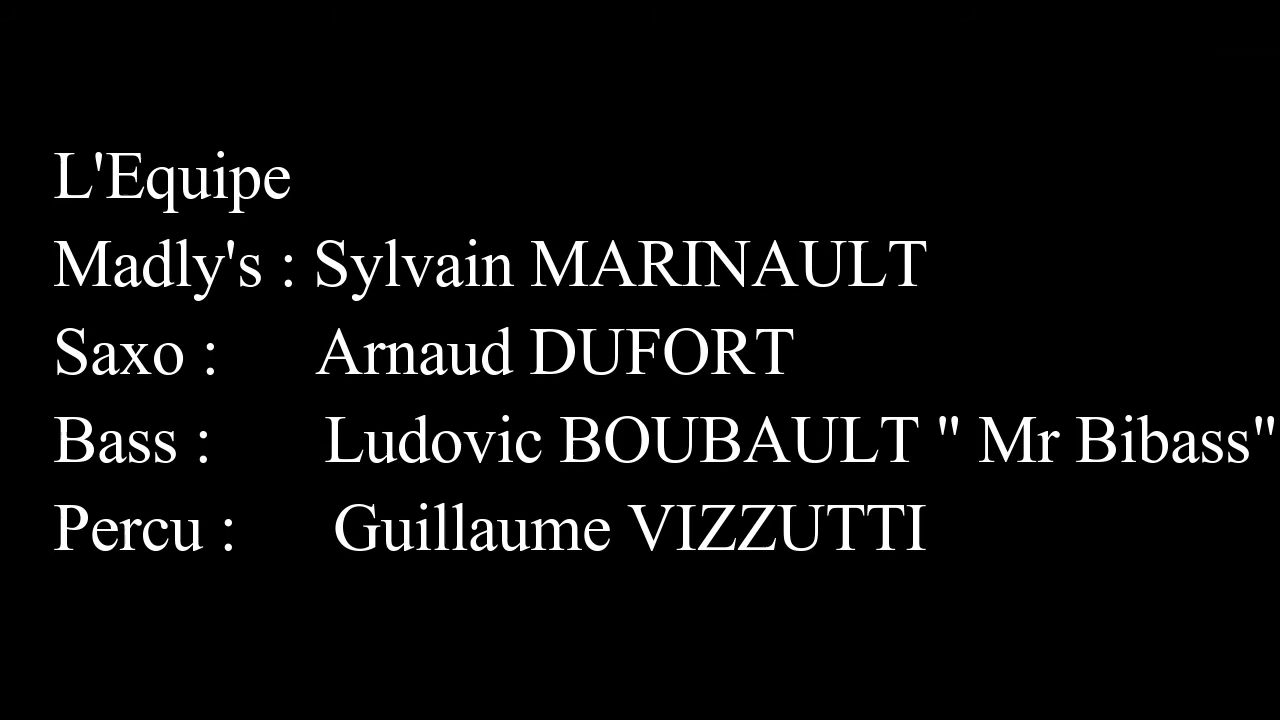 L'Equipe
Madly's : Sylvain MARINAULT
Saxo : Arnaud DUFORT
Bass : Ludovic BOUBAULT " Mr Bibass"
Percu : Guillaume VIZZUTTI